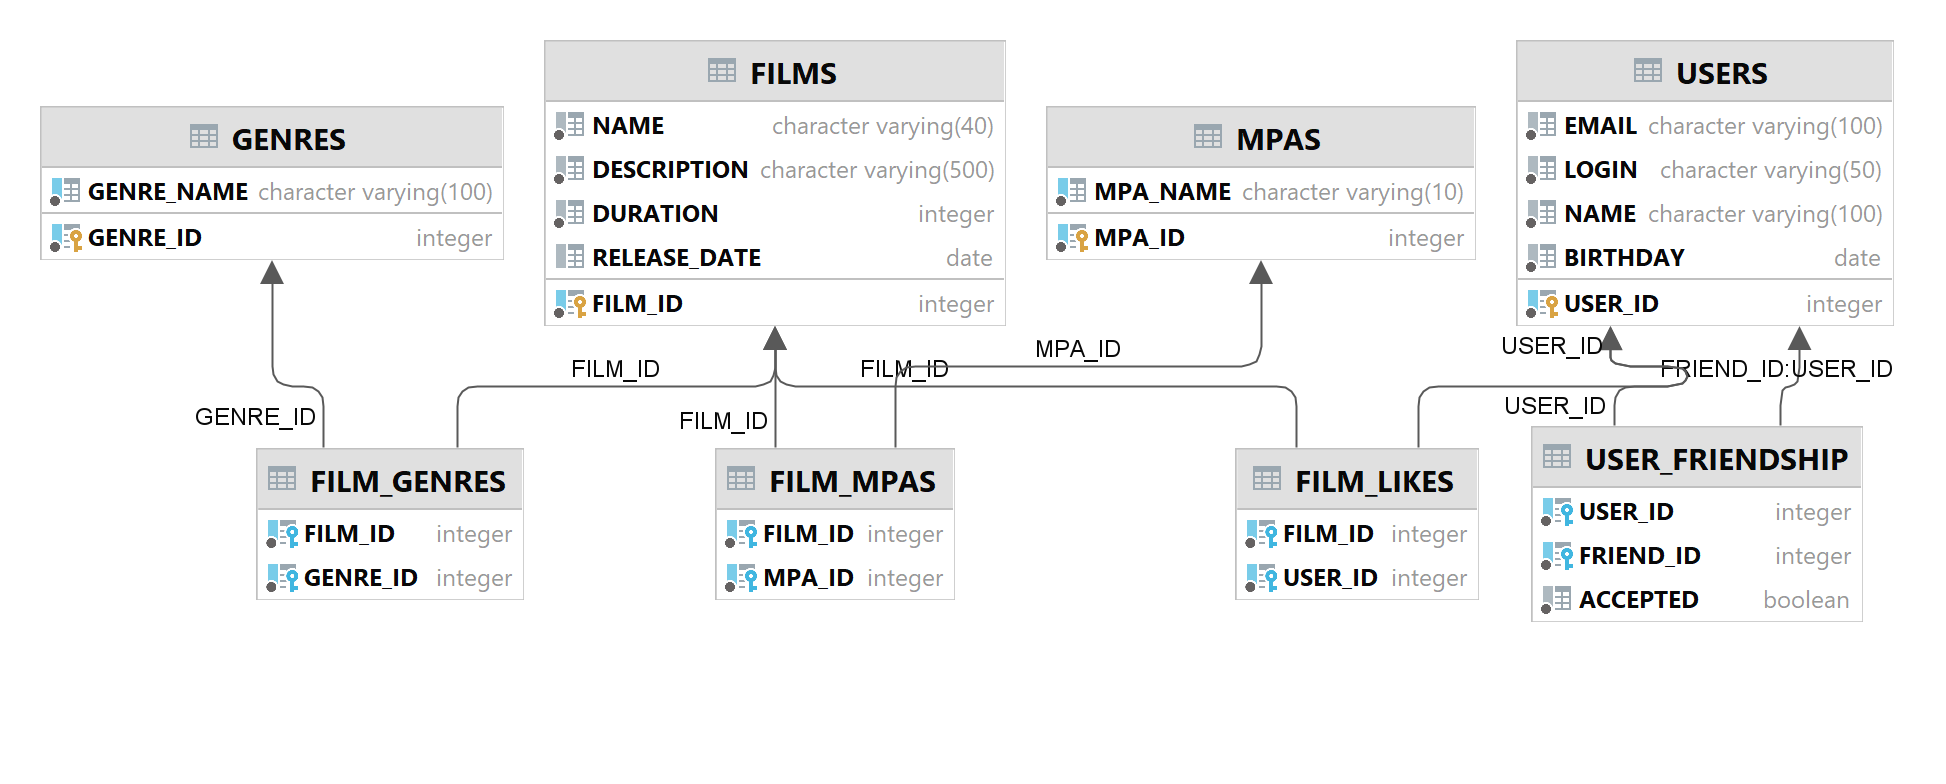 GENRES
GENRE_NAME character varying(100)
GENRE_ID integer
FILMS
NAME character varying(40)
DESCRIPTION character varying(500)
DURATION integer
RELEASE_DATE date
FILM_ID integer
MPAS
MPA_NAME character varying(10)
MPA_ID integer
USERS
EMAIL character varying(100)
LOGIN character varying(50)
NAME character varying(100)
BIRTHDAY date
USER_ID integer
GENRE_ID
FILM_ID
FILM_ID
FILM_ID
MPA_ID
USER_ID
FRIEND_ID:USER_ID
USER_ID
FILM_GENRES
FILM_ID integer
GENRE_ID integer
FILM_MPAS
FILM_ID integer
MPA_ID integer
FILM_LIKES
FILM_ID integer
USER_ID integer
USER_FRIENDSHIP
USER_ID integer
FRIEND_ID integer
ACCEPTED boolean